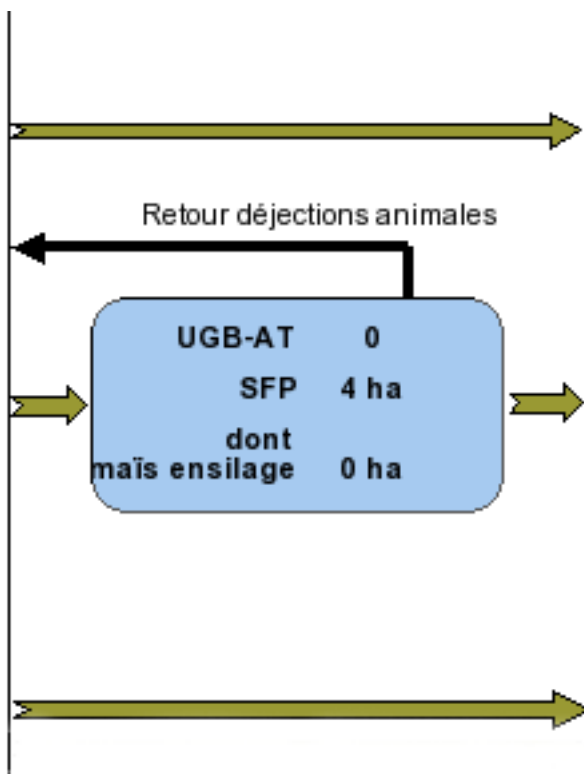 Retour déjections animales
UGB-AT 0
SFP 4 ha
dont
maïs ensilage 0 ha